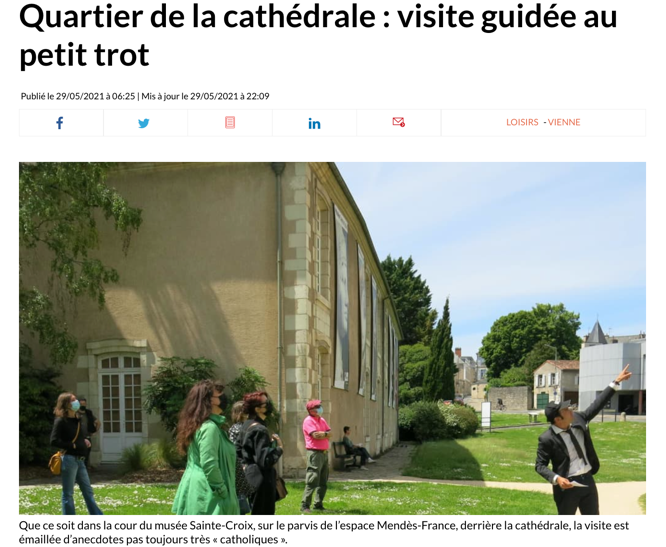 Quartier de la cathédrale : visite guidée au
petit trot
Publié le 29/05/2021 à 06:25 | Mis à jour le 29/05/2021 à 22:09
LOISIRS - VIENNE
Que ce soit dans la cour du musée Sainte-Croix, sur le parvis de l'espace Mendès-France, derrière la cathédrale, la visite est
émaillée d'anecdotes pas toujours très « catholiques ».